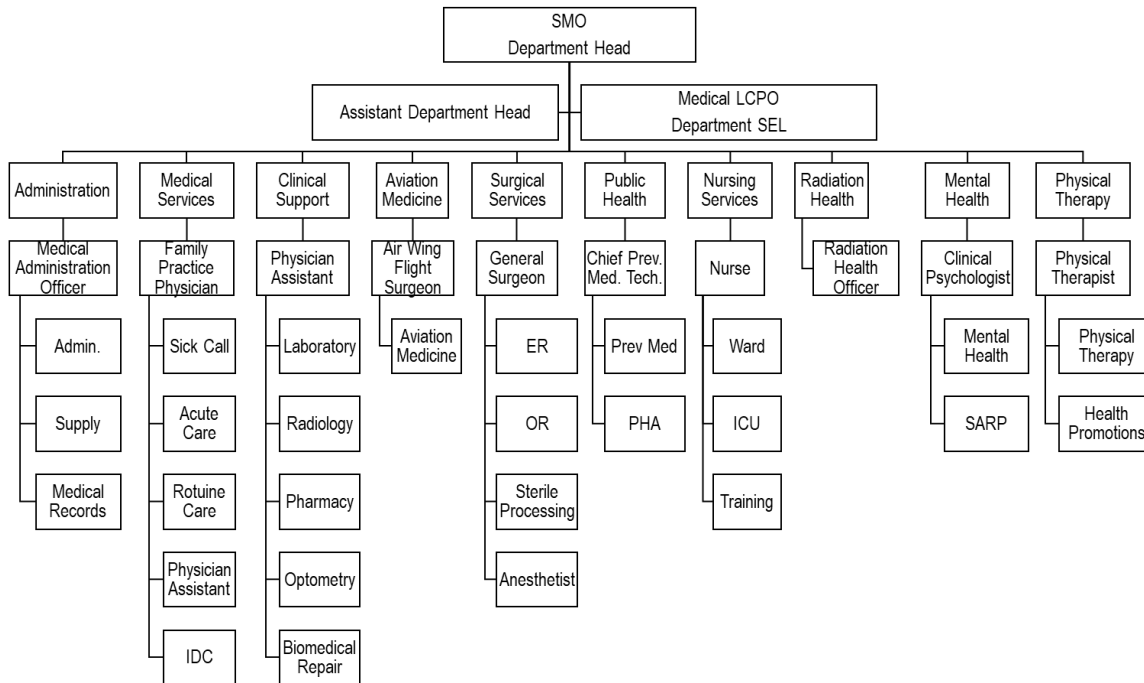 SMO
Department Head
Assistant Department Head
Medical LCPO
Department SEL
Administration
Medical
Services
Clinical
Support
Aviation
Medicine
Surgical
Services
Public
Health
Nursing
Services
Radiation
Health
Mental
Health
Physical
Therapy
Medical
Administration
Officer
Family
Practice
Physician
Physician
Assistant
Air Wing
Flight
Surgeon
General
Surgeon
Chief Prev.
Med. Tech.
Nurse
Radiation
Health
Officer
Clinical
Psychologist
Physical
Therapist
Admin.
Sick Call
Laboratory
Aviation
Medicine
ER
Prev Med
Ward
Mental
Health
Physical
Therapy
Supply
Acute
Care
Radiology
OR
PHA
ICU
SARP
Health
Promotions
Medical
Records
Rotuine
Care
Pharmacy
Sterile
Processing
Training
Physician
Assistant
Optometry
Anesthetist
IDC
Biomedical
Repair